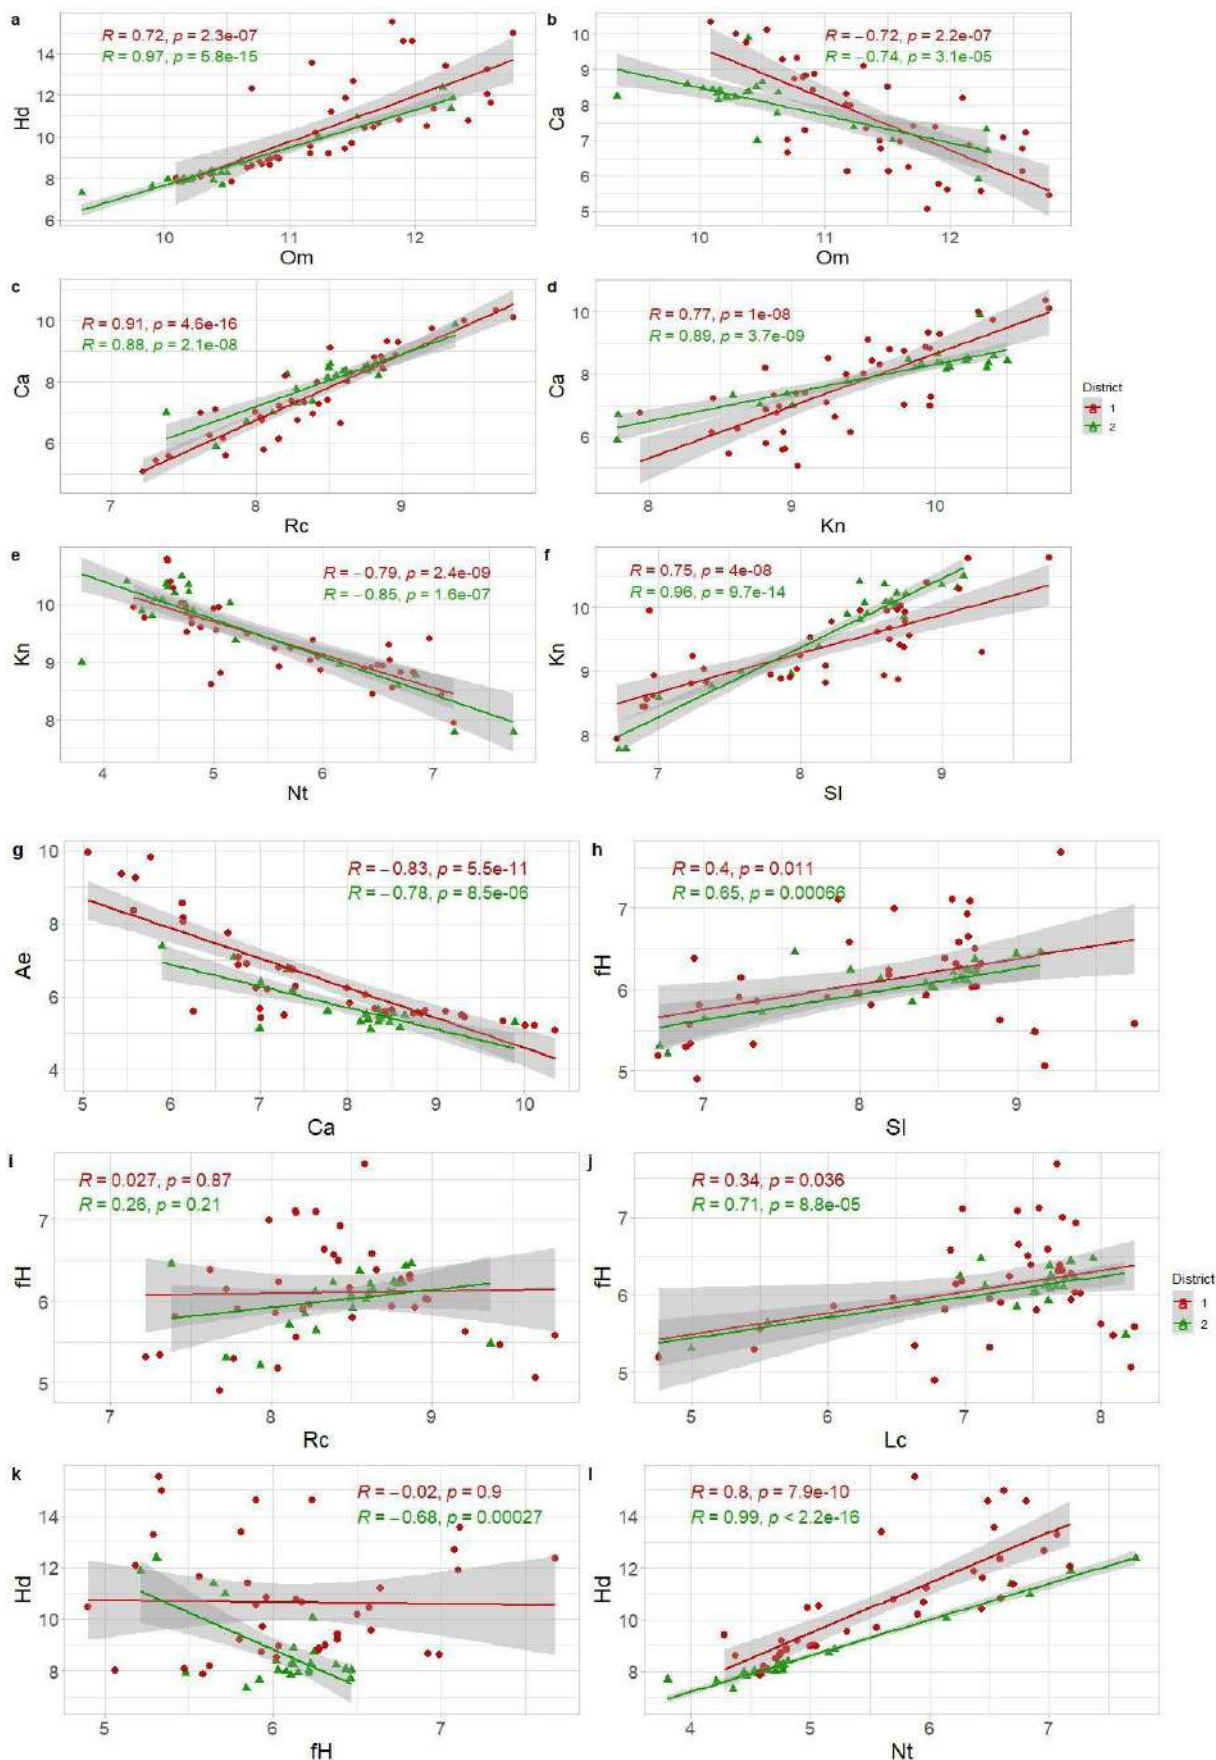 a
R = 0.72, p = 2.3e-07
R = 0.97, p = 5.8e-15
14
12
10
8
6
Hd
10 11 12
Om
b
R = −0.72, p = 2.2e-07
R = −0.74, p = 3.1e-05
10
9
8
7
6
5
Ca
10 11 12
Om
c
R = 0.91, p = 4.6e-16
R = 0.88, p = 2.1e-08
10
8
6
Ca
7 8 9
Rc
d
R = 0.77, p = 1e-08
R = 0.89, p = 3.7e-09
10
8
6
Ca
8 9 10
Kn
District
1
2
e
R = −0.79, p = 2.4e-09
R = −0.85, p = 1.6e-07
10
9
8
Kn
4 5 6 7
Nt
f
R = 0.75, p = 4e-08
R = 0.96, p = 9.7e-14
10
9
8
Kn
7 8 9
Sl
g
R = −0.83, p = 5.5e-11
R = −0.78, p = 8.5e-06
10
8
6
4
Ae
5 6 7 8 9 10
Ca
h
R = 0.4, p = 0.011
R = 0.65, p = 0.00066
7
6
5
fH
7 8 9
Sl
i
R = 0.027, p = 0.87
R = 0.26, p = 0.21
7
6
5
fH
7 8 9
Rc
j
R = 0.34, p = 0.036
R = 0.71, p = 8.8e-05
7
6
5
fH
5 6 7 8
Lc
District
1
2
k
R = −0.02, p = 0.9
R = −0.68, p = 0.00027
14
12
10
8
Hd
5 6 7
fH
l
R = 0.8, p = 7.9e-10
R = 0.99, p < 2.2e-16
14
12
10
8
Hd
4 5 6 7
Nt